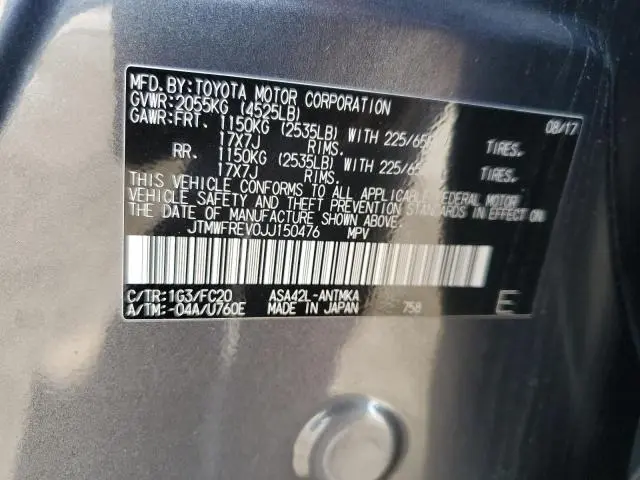 MFD.BY:TOYOTA MOTOR CORPORATION 08/17
GVWR:2055KG (4525LB)
GAWR:FRT. 1150KG (2535LB) WITH 225/65 TIRES.
17X7J RIMS.
RR. 1150KG (2535LB) WITH 225/65 TIRES.
17X7J RIMS.
THIS VEHICLE CONFORMS TO ALL APPLICABLE FEDERAL MOTOR
VEHICLE SAFETY AND THEFT PREVENTION STANDARDS IN EFFECT ON
THE DATE OF MANUFACTURE SHOWN ABOVE.
JTMWFREV0JJ150476 MPV
C/TR:1G3/FC20 ASA42L-ANTMKA
A/TM:-04A/U760E MADE IN JAPAN 758 E